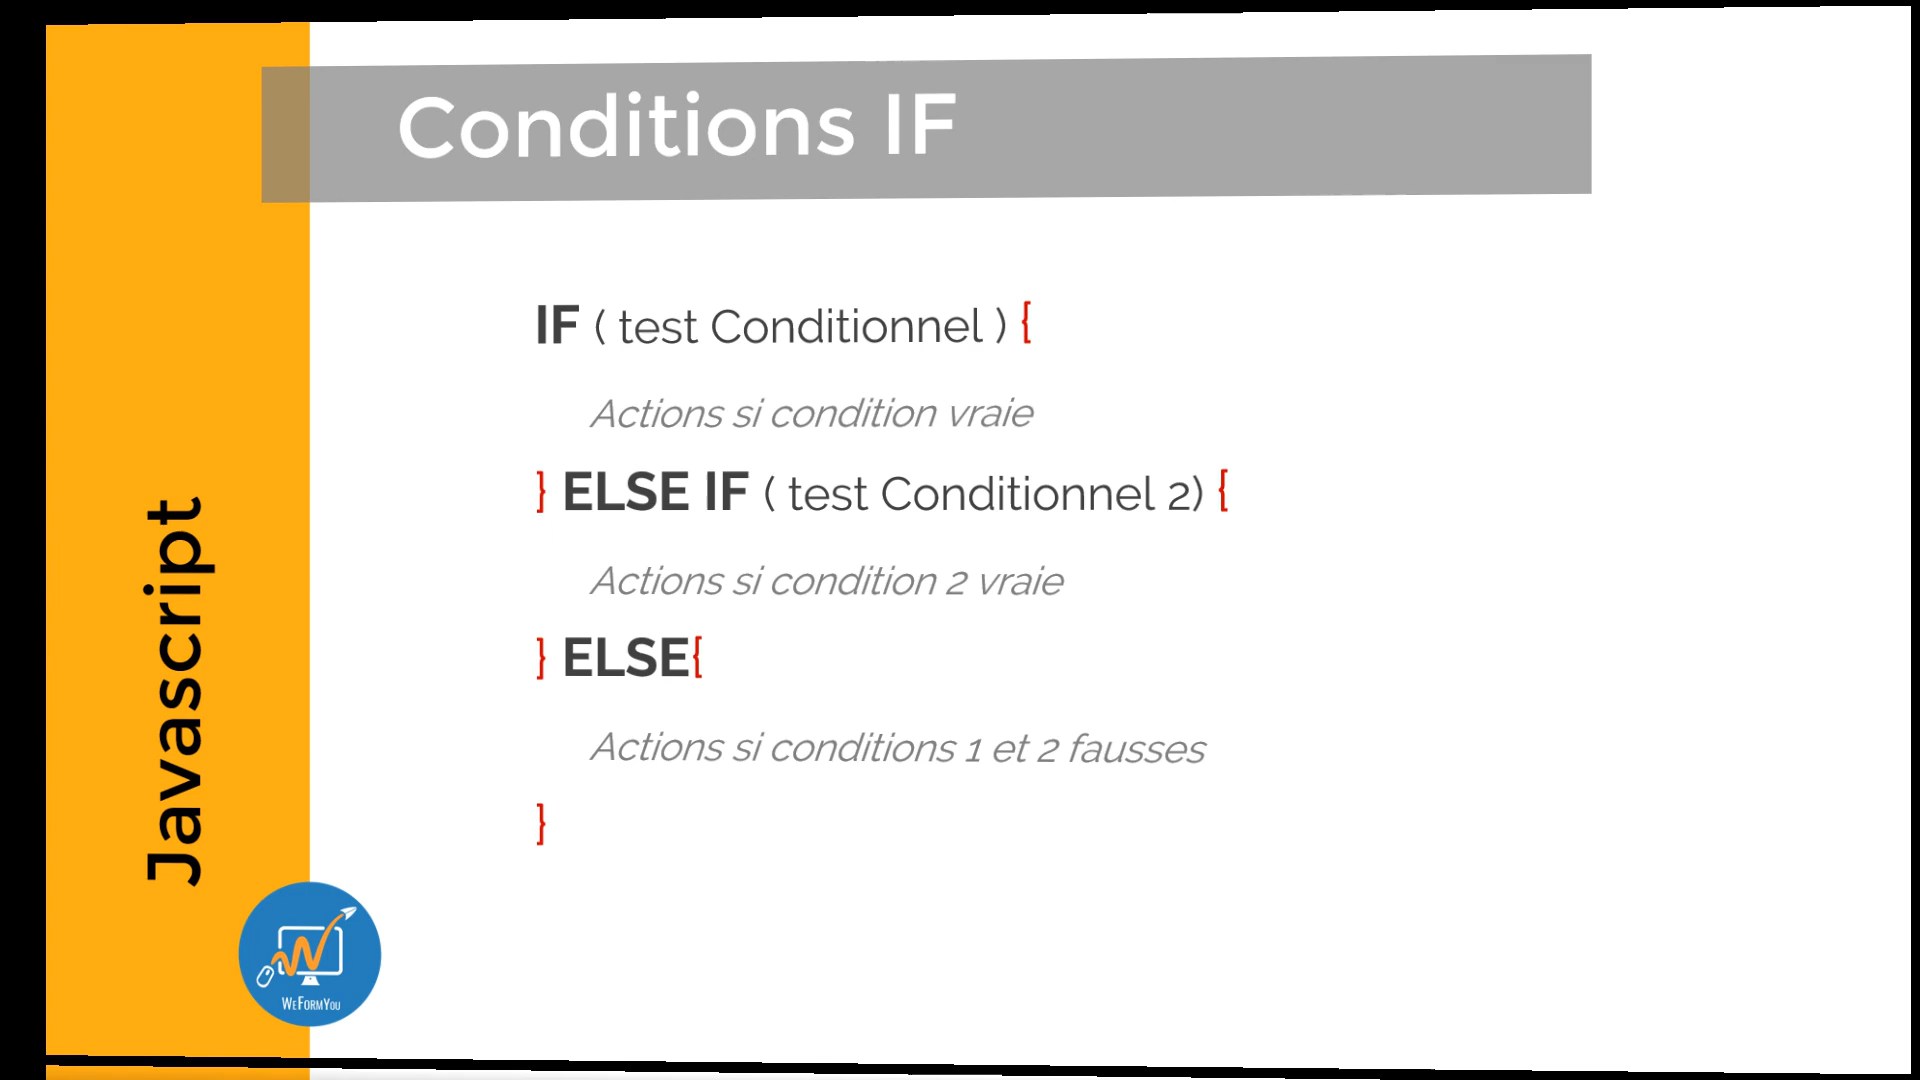 Conditions IF
IF ( test Conditionnel ) {
Actions si condition vraie
} ELSE IF ( test Conditionnel 2) {
Actions si condition 2 vraie
} ELSE{
Actions si conditions 1 et 2 fausses
}
Javascript
WEFORMYOU